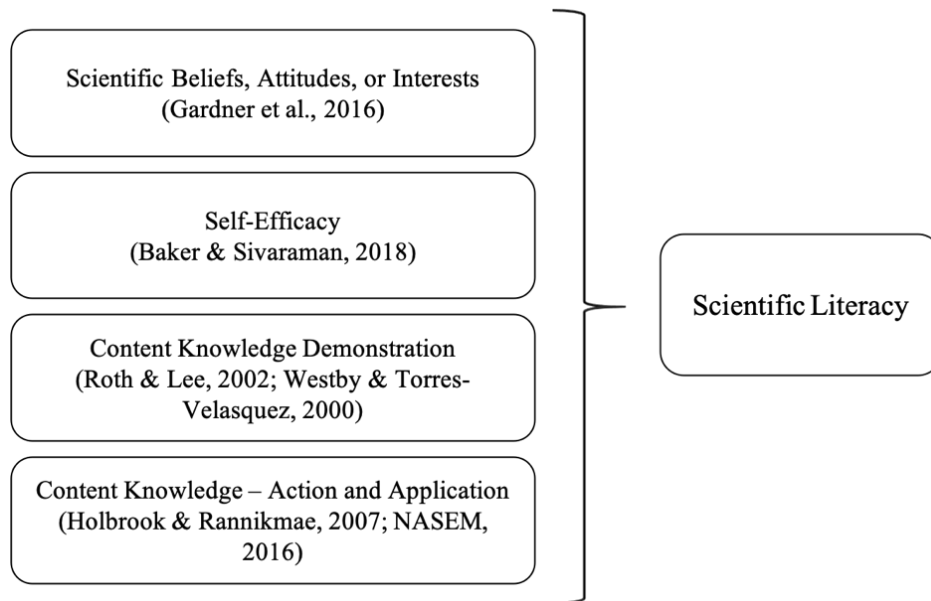 Scientific Beliefs, Attitudes, or Interests
(Gardner et al., 2016)
Self-Efficacy
(Baker & Sivaraman, 2018)
Content Knowledge Demonstration
(Roth & Lee, 2002; Westby & Torres-
Velasquez, 2000)
Content Knowledge – Action and Application
(Holbrook & Rannikmae, 2007; NASEM,
2016)
Scientific Literacy